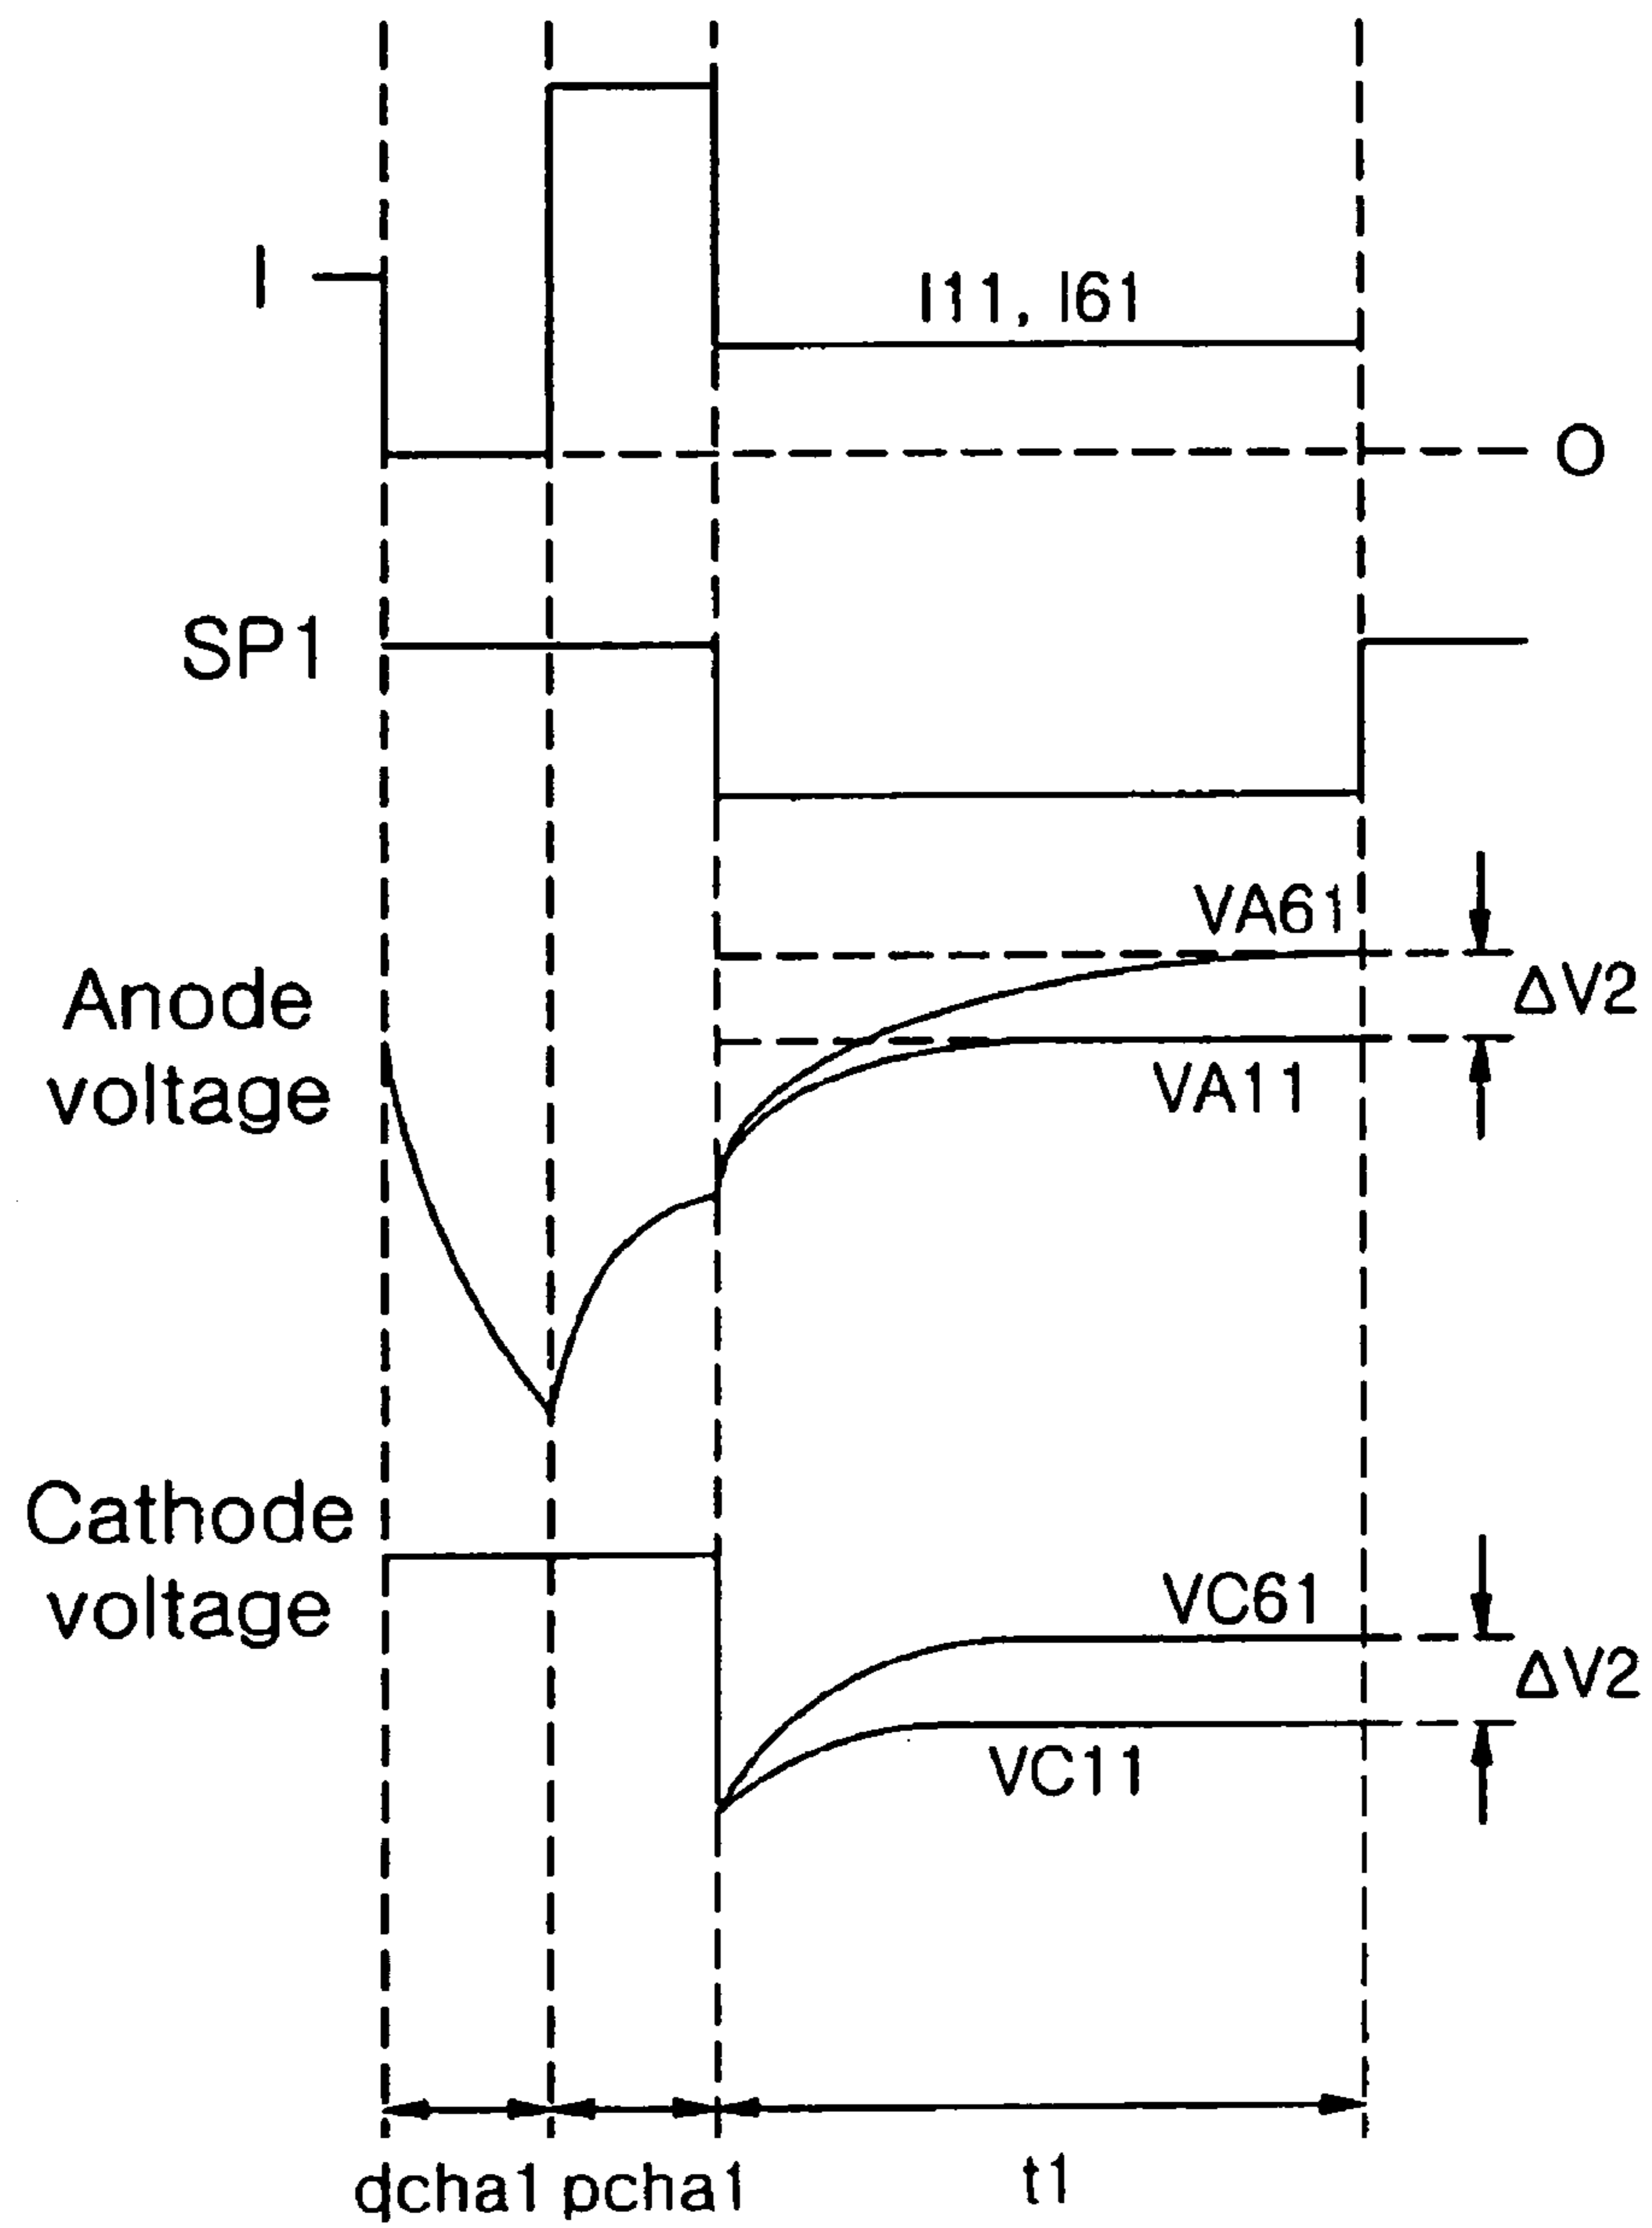 I
I11, I61
O
SP1
VA61
Anode
voltage
ΔV2
VA11
Cathode
voltage
VC61
ΔV2
VC11
dcha1
pcha1
t1